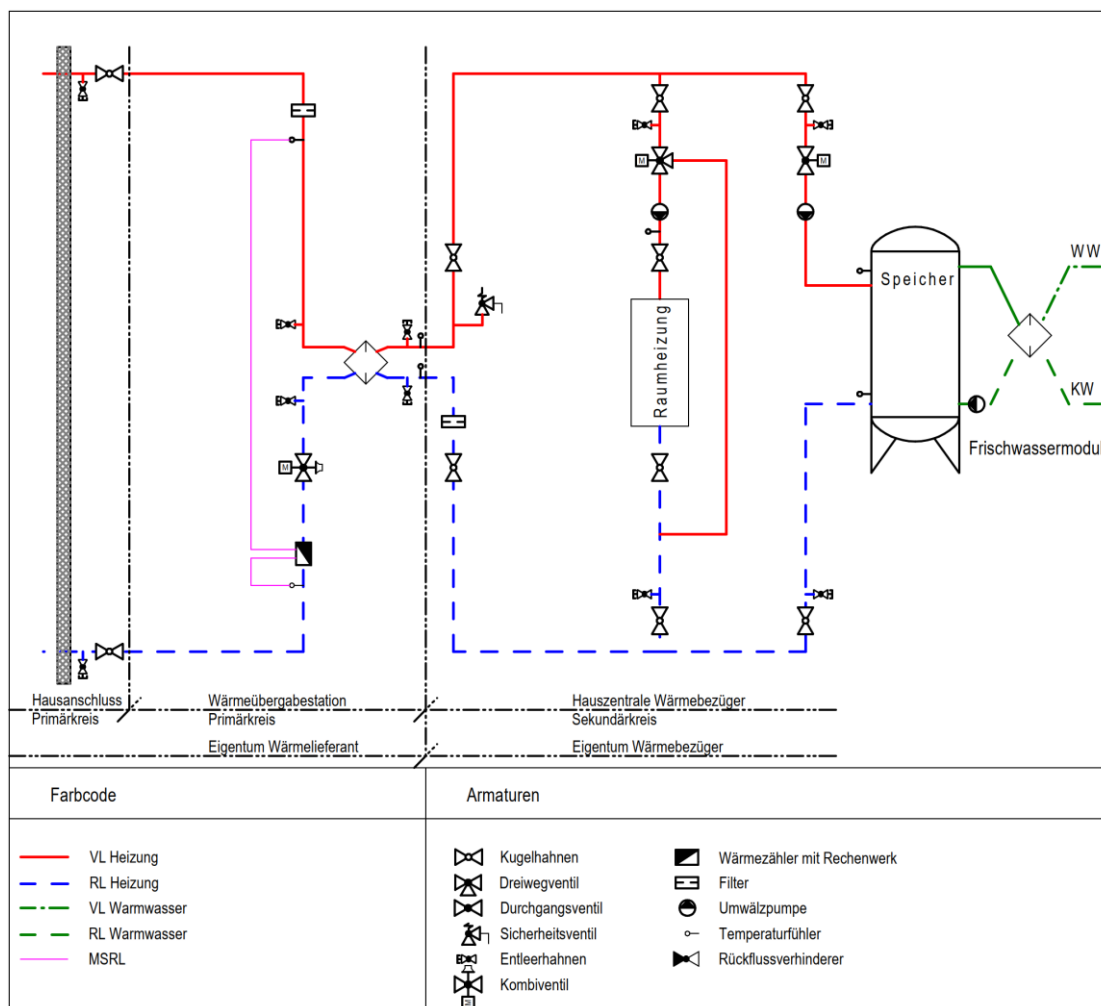 WW
Speicher
Raumheizung
KW
Frischwassermodul
M
M
M
Hausanschluss
Primärkreis
Wärmeübergabestation
Primärkreis
Hauszentrale Wärmebezüger
Sekundärkreis
Eigentum Wärmelieferant
Eigentum Wärmebezüger
Farbcode
Armaturen
VL Heizung
RL Heizung
VL Warmwasser
RL Warmwasser
MSRL
Kugelhahnen
Dreiwegventil
Durchgangsventil
Sicherheitsventil
Entleerhahnen
Kombiventil
M
Wärmezähler mit Rechenwerk
Filter
Umwälzpumpe
Temperaturfühler
Rückflussverhinderer